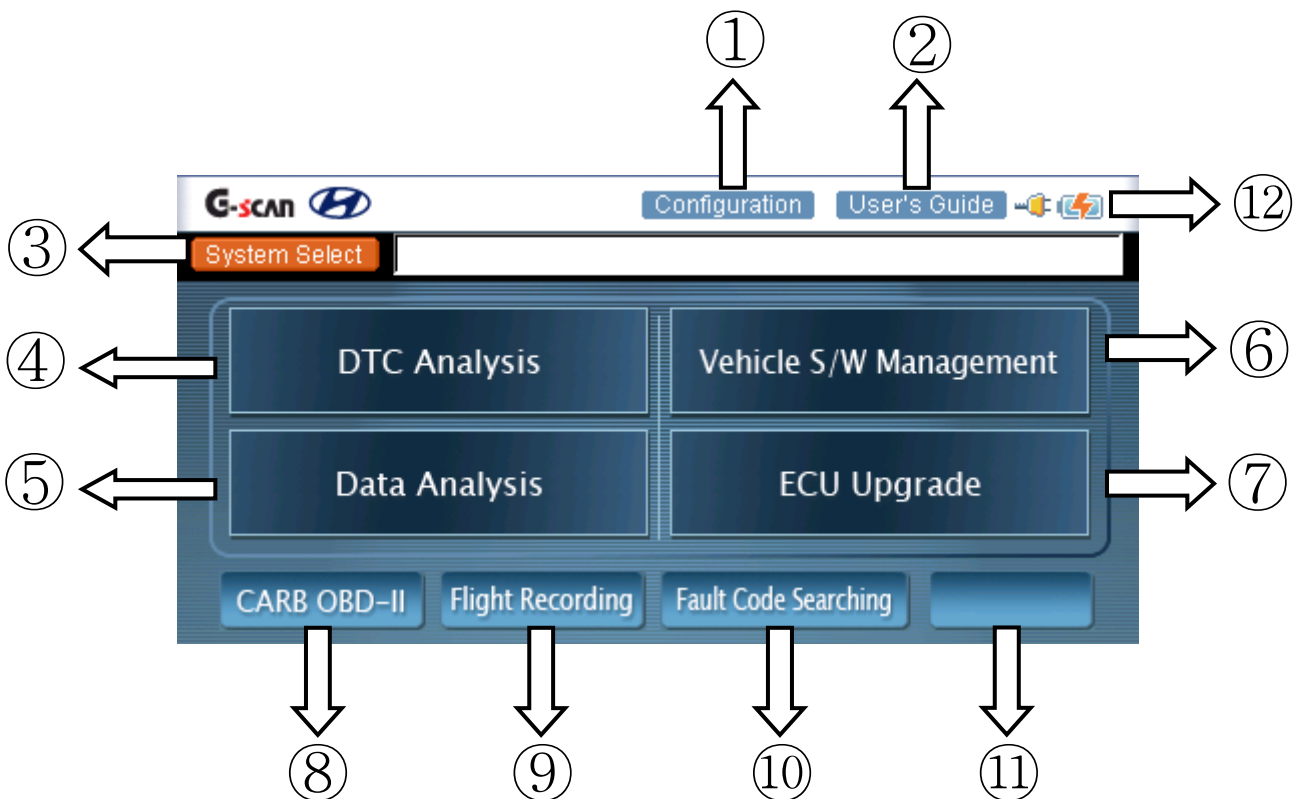 ① ②
G-scan Configuration User's Guide ⑫
③ System Select
④ DTC Analysis Vehicle S/W Management ⑥
⑤ Data Analysis ECU Upgrade ⑦
CARB OBD-II Flight Recording Fault Code Searching
⑧ ⑨ ⑩ ⑪